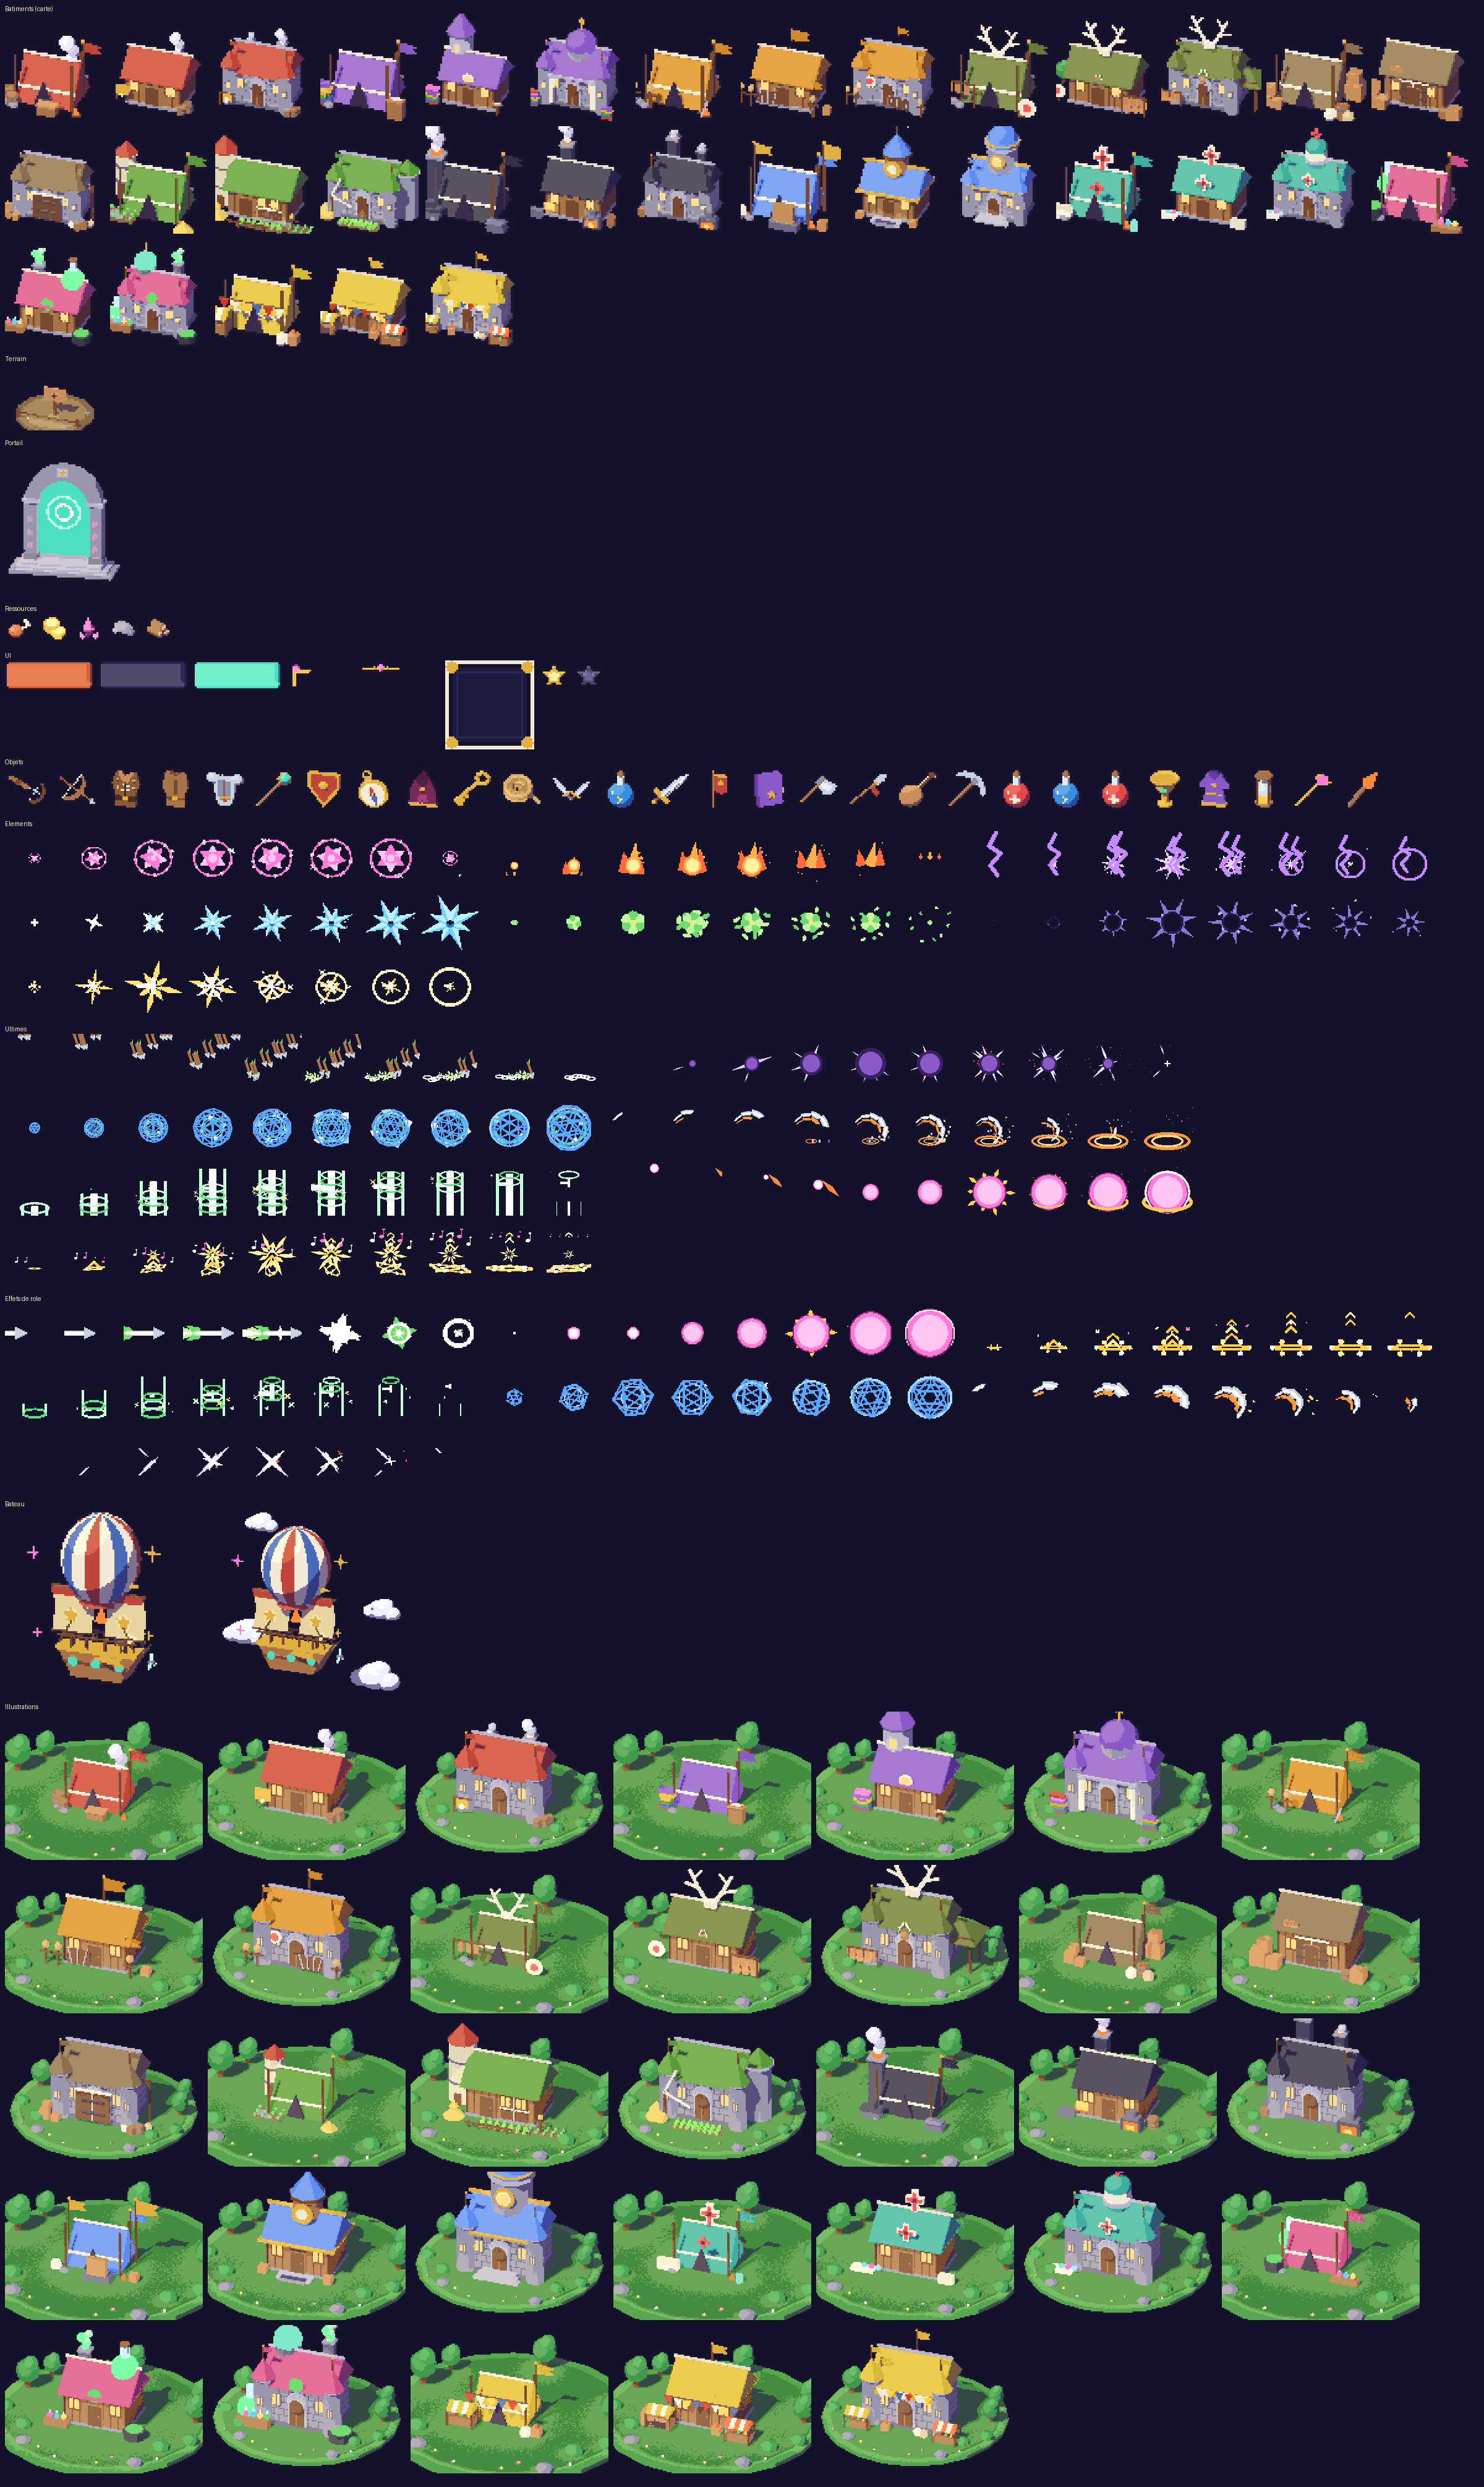 Batiments (carte)
Terrain
Portail
Ressources
UI
Objets
Elements
Ultimes
Effets de role
Bateau
Illustrations